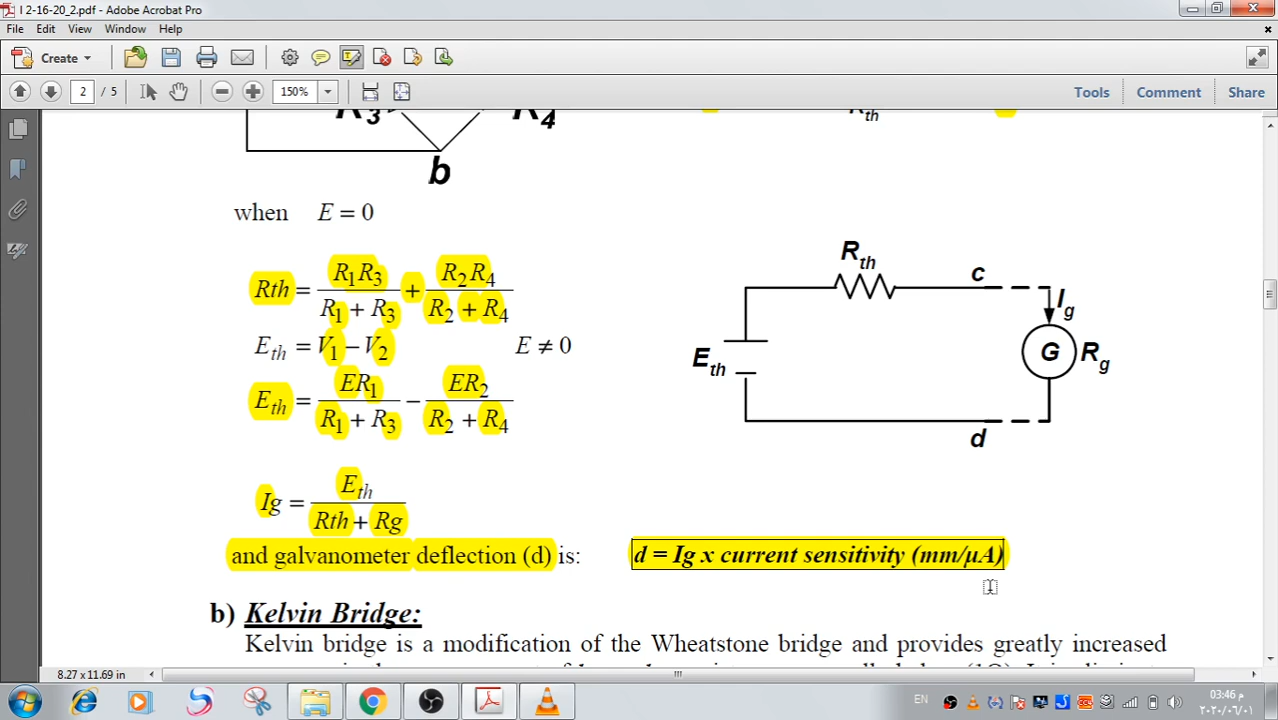 I 2-16-20_2.pdf - Adobe Acrobat Pro
File Edit View Window Help
Create
2 / 5 150% Tools Comment Share
R3 R4 Rth
b
when E = 0
Rth = R1R3 / (R1 + R3) + R2R4 / (R2 + R4)
Eth = V1 − V2 E ≠ 0
Eth = ER1 / (R1 + R3) − ER2 / (R2 + R4)
Rth
c
Ig
Eth
G Rg
d
Ig = Eth / (Rth + Rg)
and galvanometer deflection (d) is: d = Ig x current sensitivity (mm/μA)
b) Kelvin Bridge:
Kelvin bridge is a modification of the Wheatstone bridge and provides greatly increased
8.27 x 11.69 in
EN
03:46 م
٢٠٢٠/٠٦/٠١